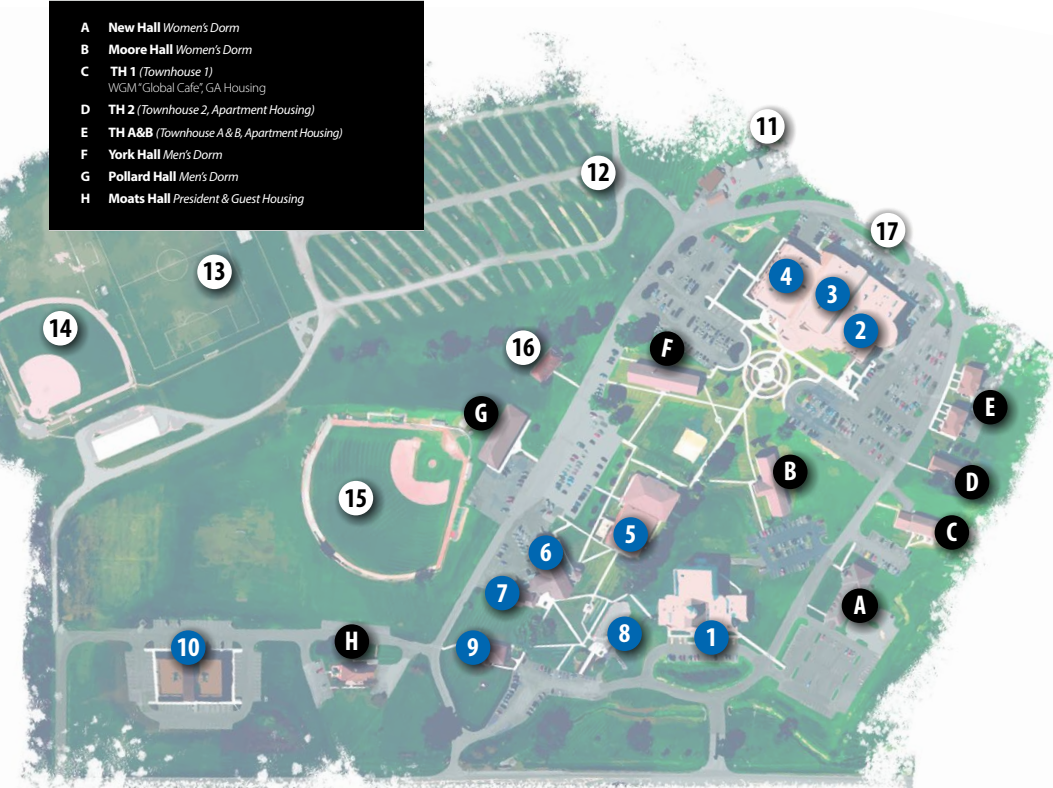 A New Hall Women's Dorm
B Moore Hall Women's Dorm
C TH 1 (Townhouse 1)
WGM "Global Cafe", GA Housing
D TH 2 (Townhouse 2, Apartment Housing)
E TH A&B (Townhouse A & B, Apartment Housing)
F York Hall Men's Dorm
G Pollard Hall Men's Dorm
H Moats Hall President & Guest Housing
11
12
17
13
4
3
14
2
16
F
G
E
B
D
15
5
C
6
7
A
8
1
H
10
9